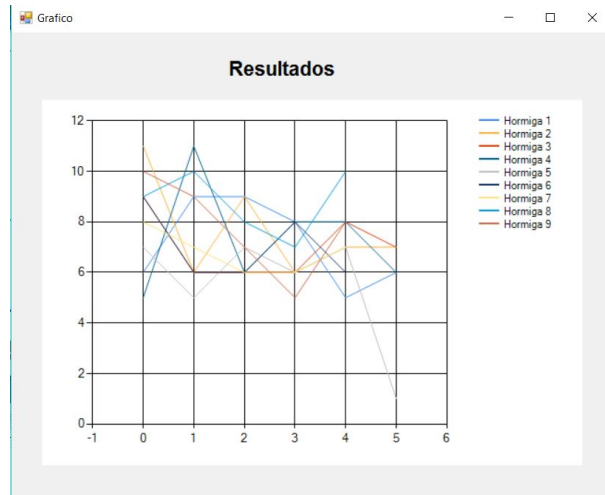 Grafico
Resultados
12
10
8
6
4
2
0
-1 0 1 2 3 4 5 6
Hormiga 1
Hormiga 2
Hormiga 3
Hormiga 4
Hormiga 5
Hormiga 6
Hormiga 7
Hormiga 8
Hormiga 9